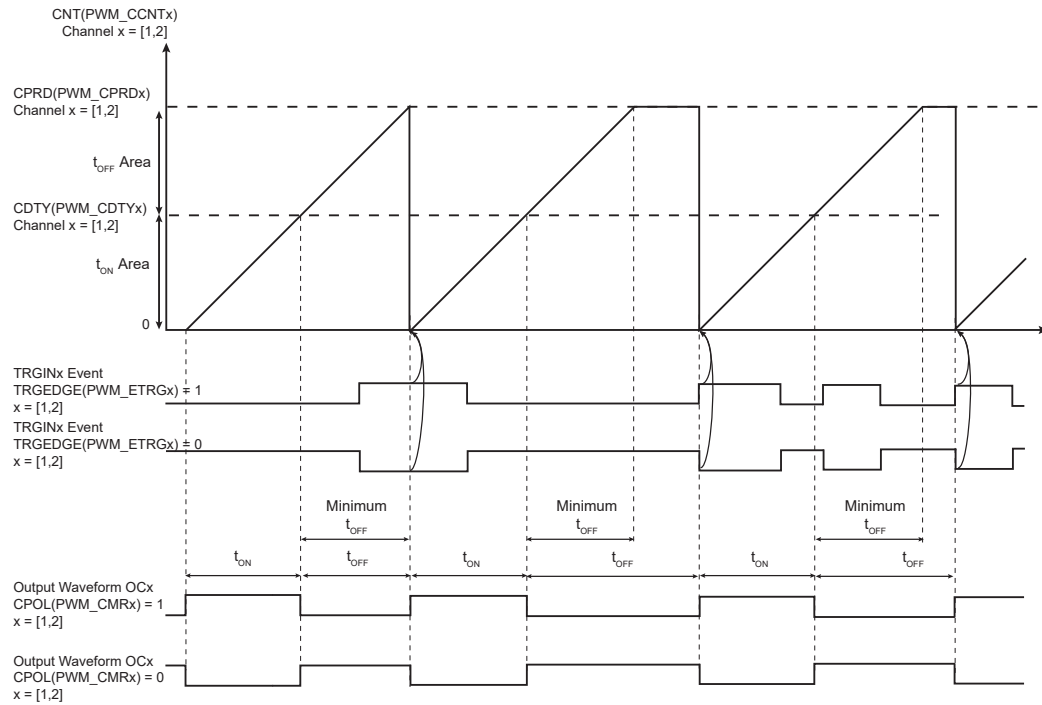 CNT(PWM_CCNTx)
Channel x = [1,2]
CPRD(PWM_CPRDx)
Channel x = [1,2]
tOFF Area
CDTY(PWM_CDTYx)
Channel x = [1,2]
tON Area
0
TRGINx Event
TRGEDGE(PWM_ETRGx) = 1
x = [1,2]
TRGINx Event
TRGEDGE(PWM_ETRGx) = 0
x = [1,2]
Minimum
tOFF
Minimum
tOFF
Minimum
tOFF
tON
tOFF
tON
tOFF
tON
tOFF
Output Waveform OCx
CPOL(PWM_CMRx) = 1
x = [1,2]
Output Waveform OCx
CPOL(PWM_CMRx) = 0
x = [1,2]